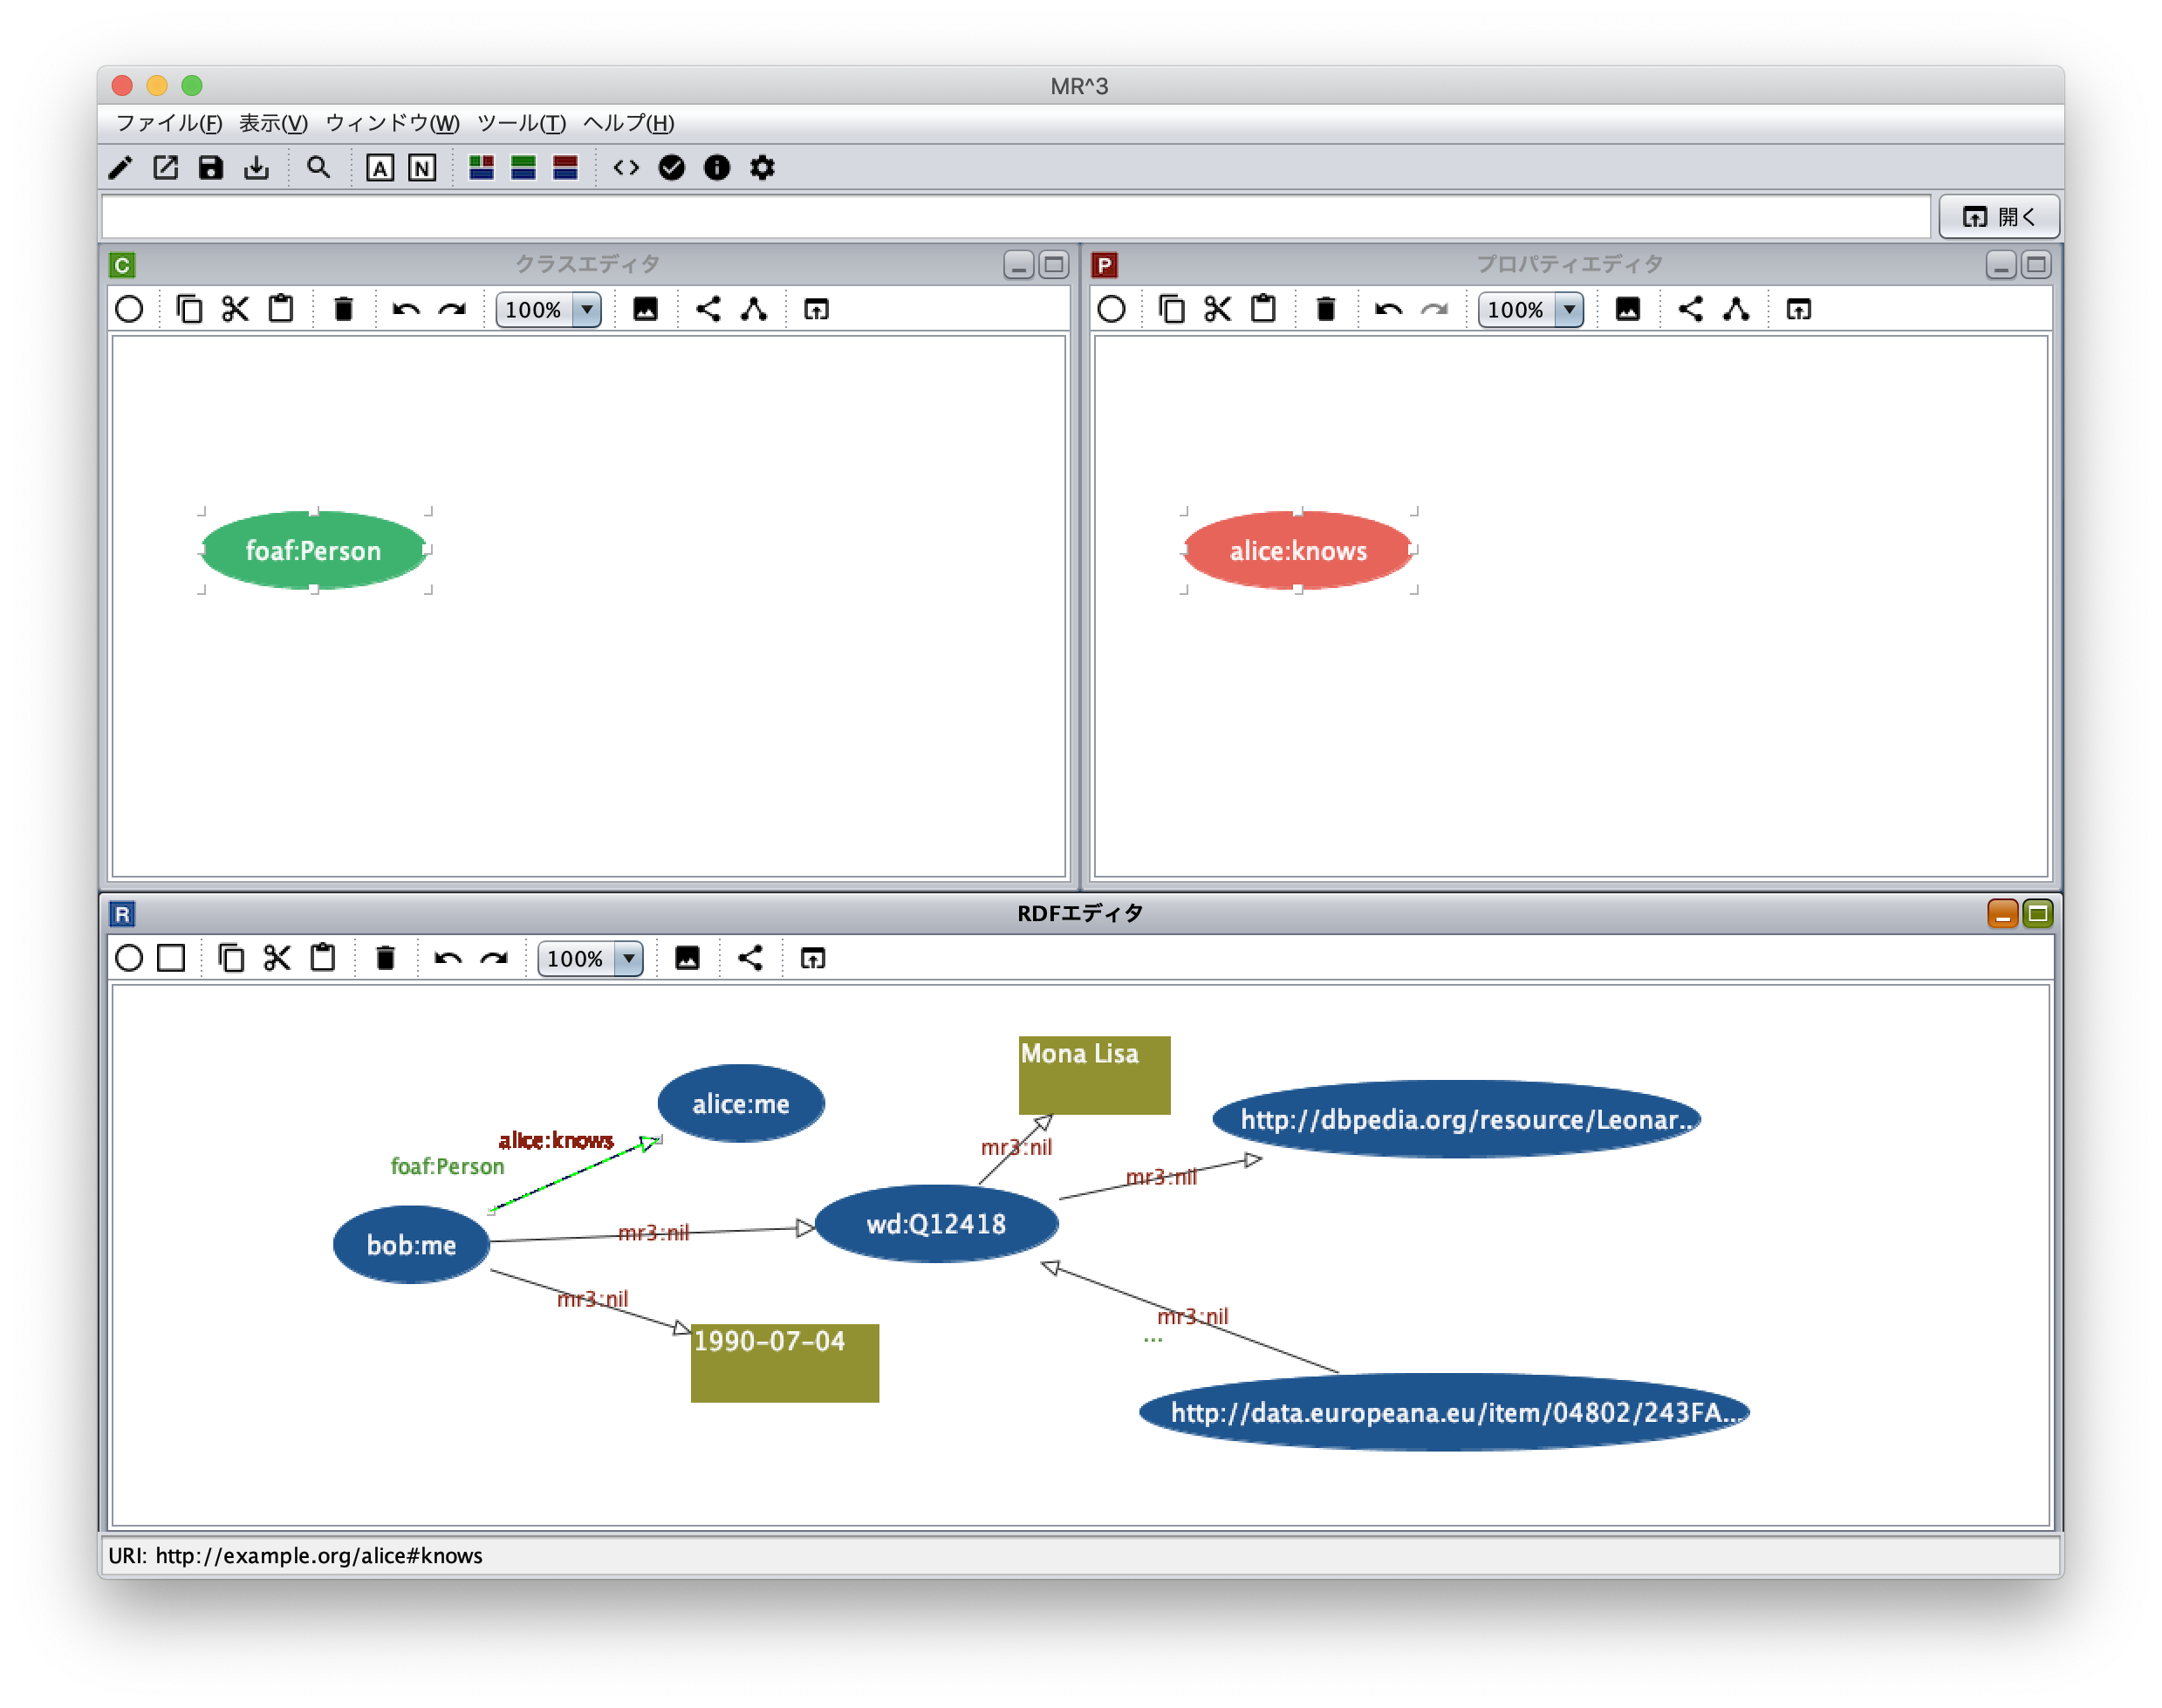 MR^3
ファイル(F) 表示(V) ウィンドウ(W) ツール(T) ヘルプ(H)
A N
開く
C クラスエディタ
100%
foaf:Person
P プロパティエディタ
100%
alice:knows
R RDFエディタ
100%
Mona Lisa
alice:me
http://dbpedia.org/resource/Leonar...
alice:knows
mr3:nil
foaf:Person
mr3:nil
wd:Q12418
mr3:nil
bob:me
mr3:nil
mr3:nil
...
1990-07-04
http://data.europeana.eu/item/04802/243FA...
URI: http://example.org/alice#knows